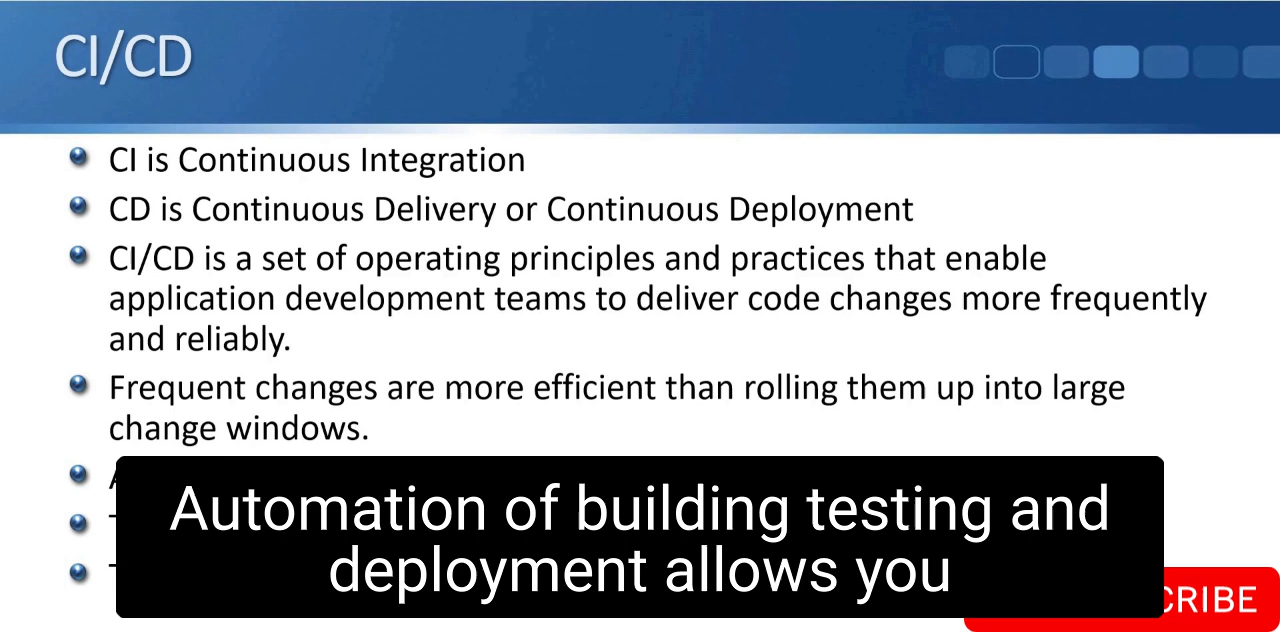 CI/CD
CI is Continuous Integration
CD is Continuous Delivery or Continuous Deployment
CI/CD is a set of operating principles and practices that enable
application development teams to deliver code changes more frequently
and reliably.
Frequent changes are more efficient than rolling them up into large
change windows.
Automation of building testing and
deployment allows you